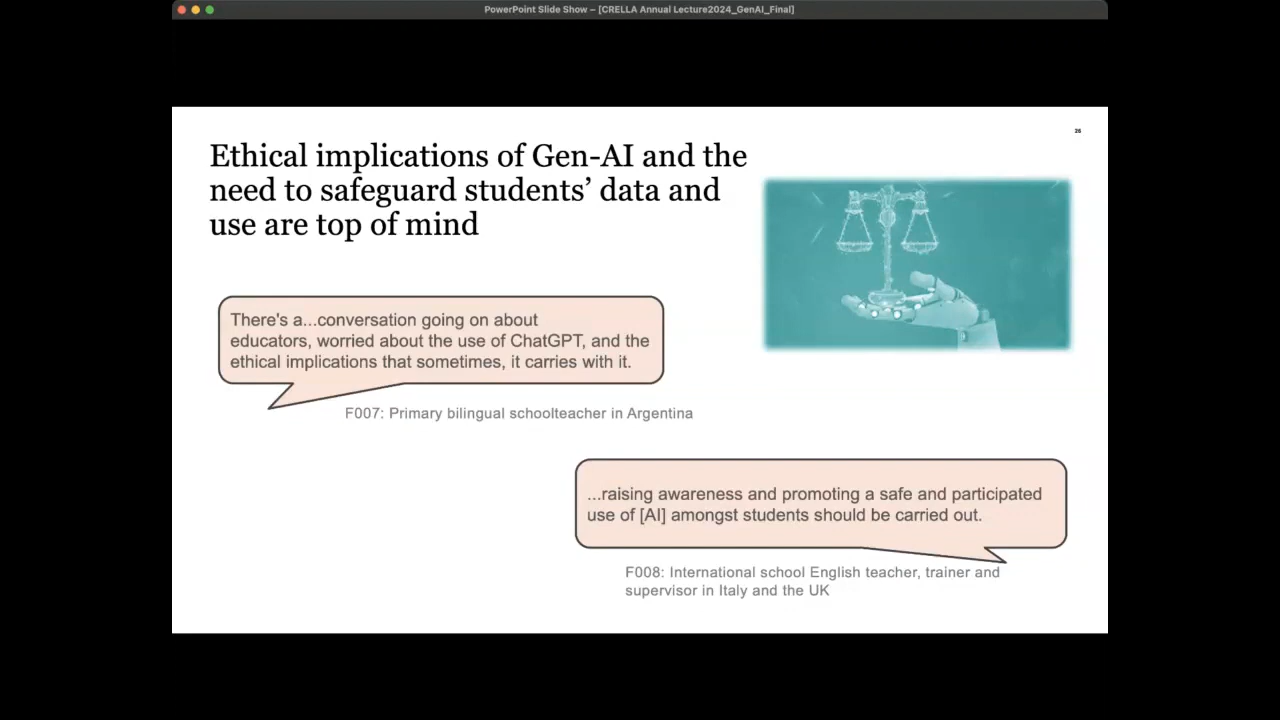 PowerPoint Slide Show – [CRELLA Annual Lecture2024_GenAI_Final]
26
Ethical implications of Gen-AI and the
need to safeguard students’ data and
use are top of mind
There's a...conversation going on about
educators, worried about the use of ChatGPT, and the
ethical implications that sometimes, it carries with it.
F007: Primary bilingual schoolteacher in Argentina
...raising awareness and promoting a safe and participated
use of [AI] amongst students should be carried out.
F008: International school English teacher, trainer and
supervisor in Italy and the UK